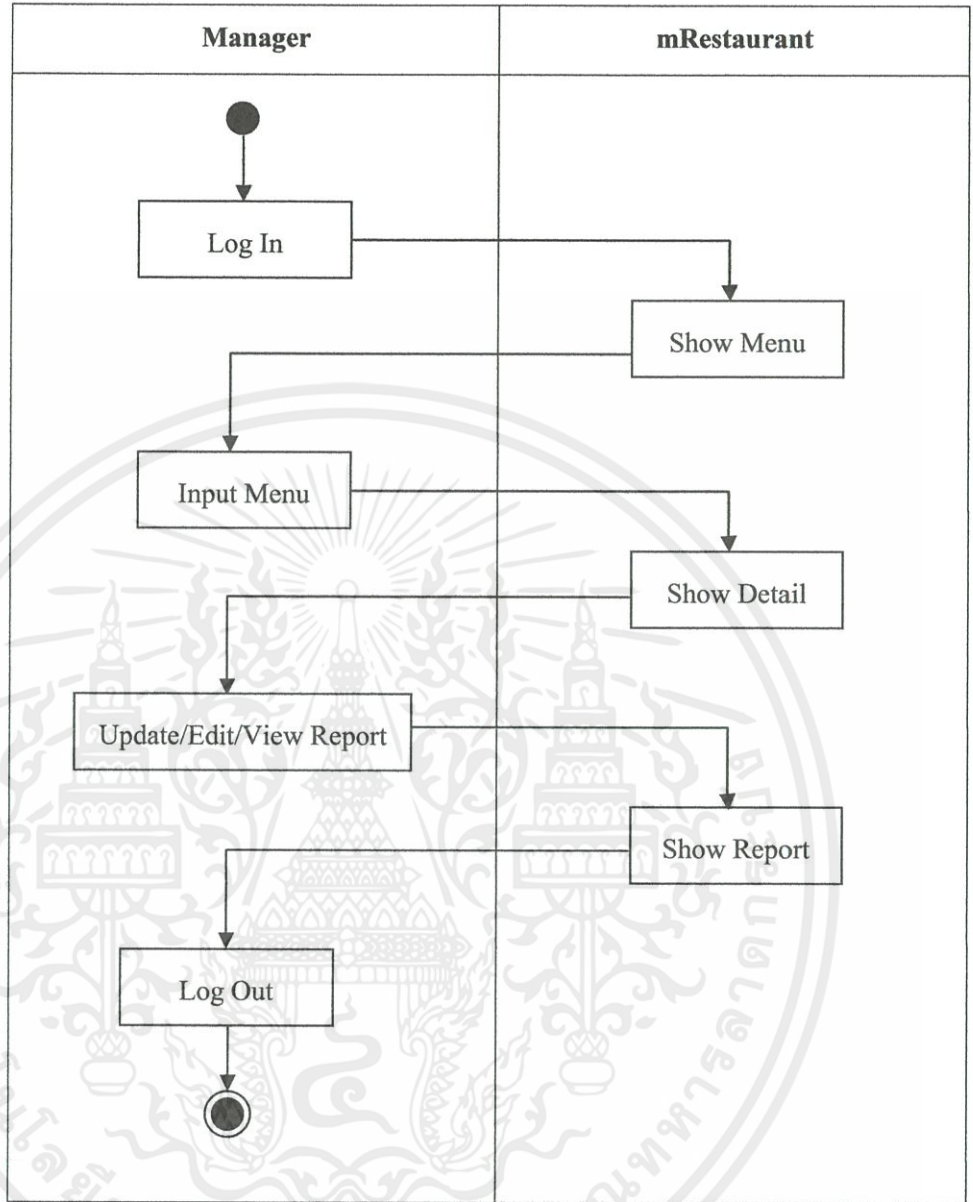 Manager
mRestaurant
Log In
Show Menu
Input Menu
Show Detail
Update/Edit/View Report
Show Report
Log Out